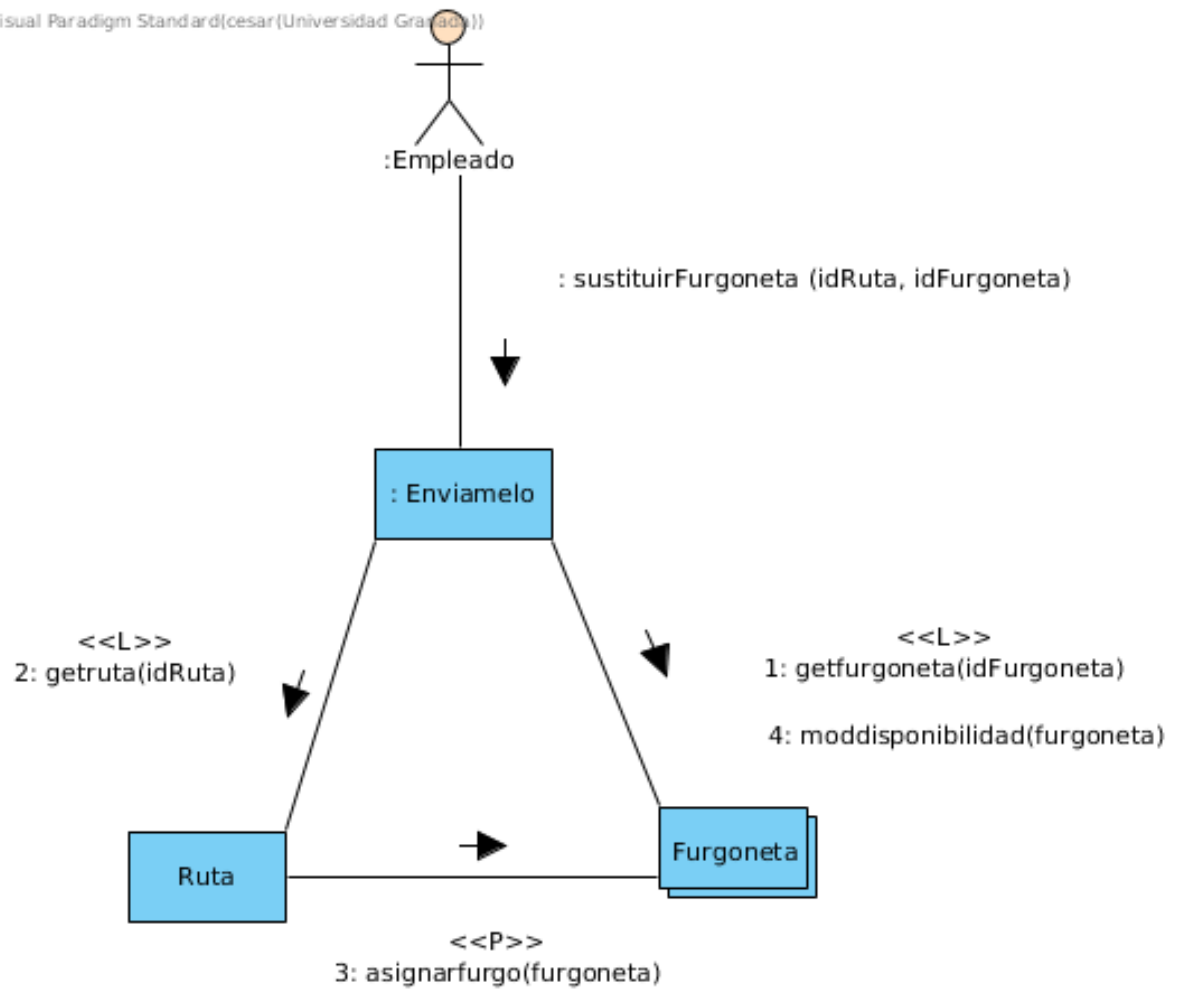 isual Paradigm Standard(cesar(Universidad Granada))
:Empleado
: sustituirFurgoneta (idRuta, idFurgoneta)
: Enviamelo
<<L>>
2: getruta(idRuta)
<<L>>
1: getfurgoneta(idFurgoneta)
4: moddisponibilidad(furgoneta)
Furgoneta
Ruta
<<P>>
3: asignarfurgo(furgoneta)